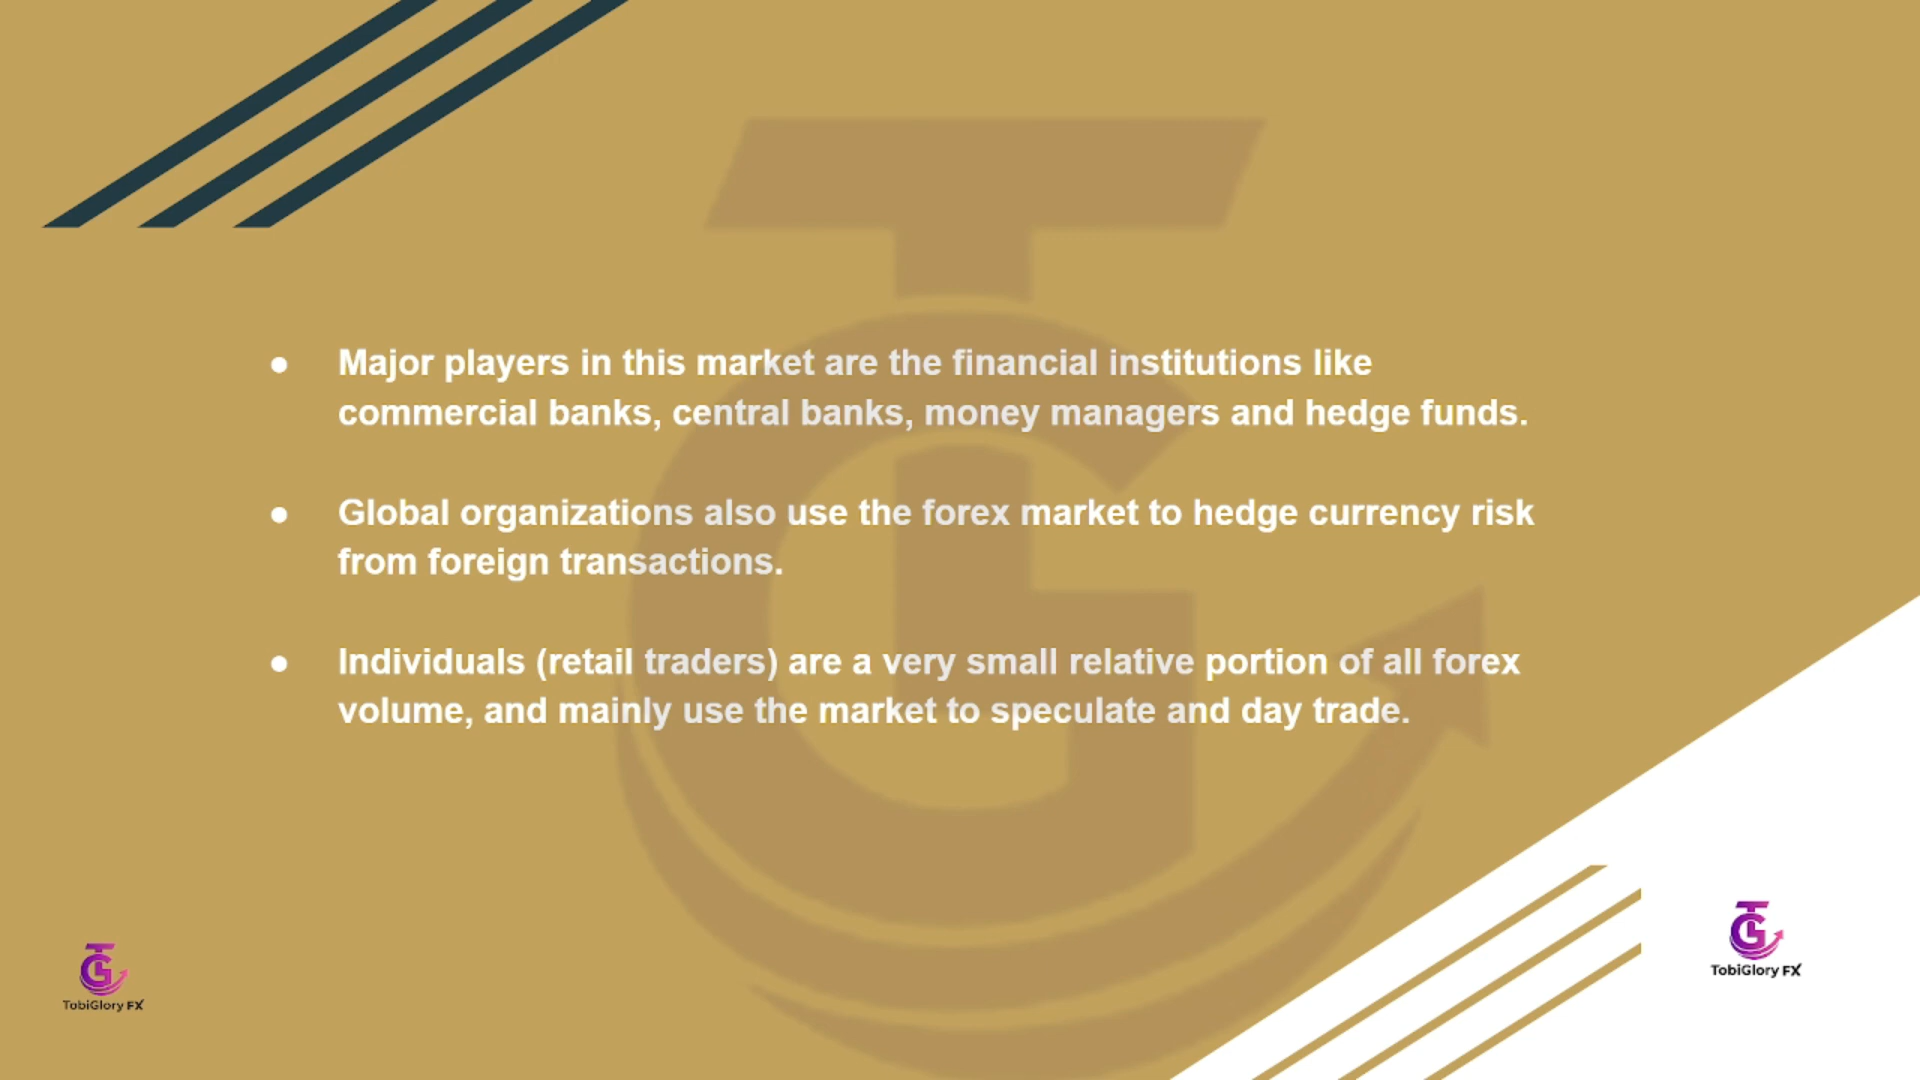 ● Major players in this market are the financial institutions like
commercial banks, central banks, money managers and hedge funds.
● Global organizations also use the forex market to hedge currency risk
from foreign transactions.
● Individuals (retail traders) are a very small relative portion of all forex
volume, and mainly use the market to speculate and day trade.
TobiGlory FX
TobiGlory FX